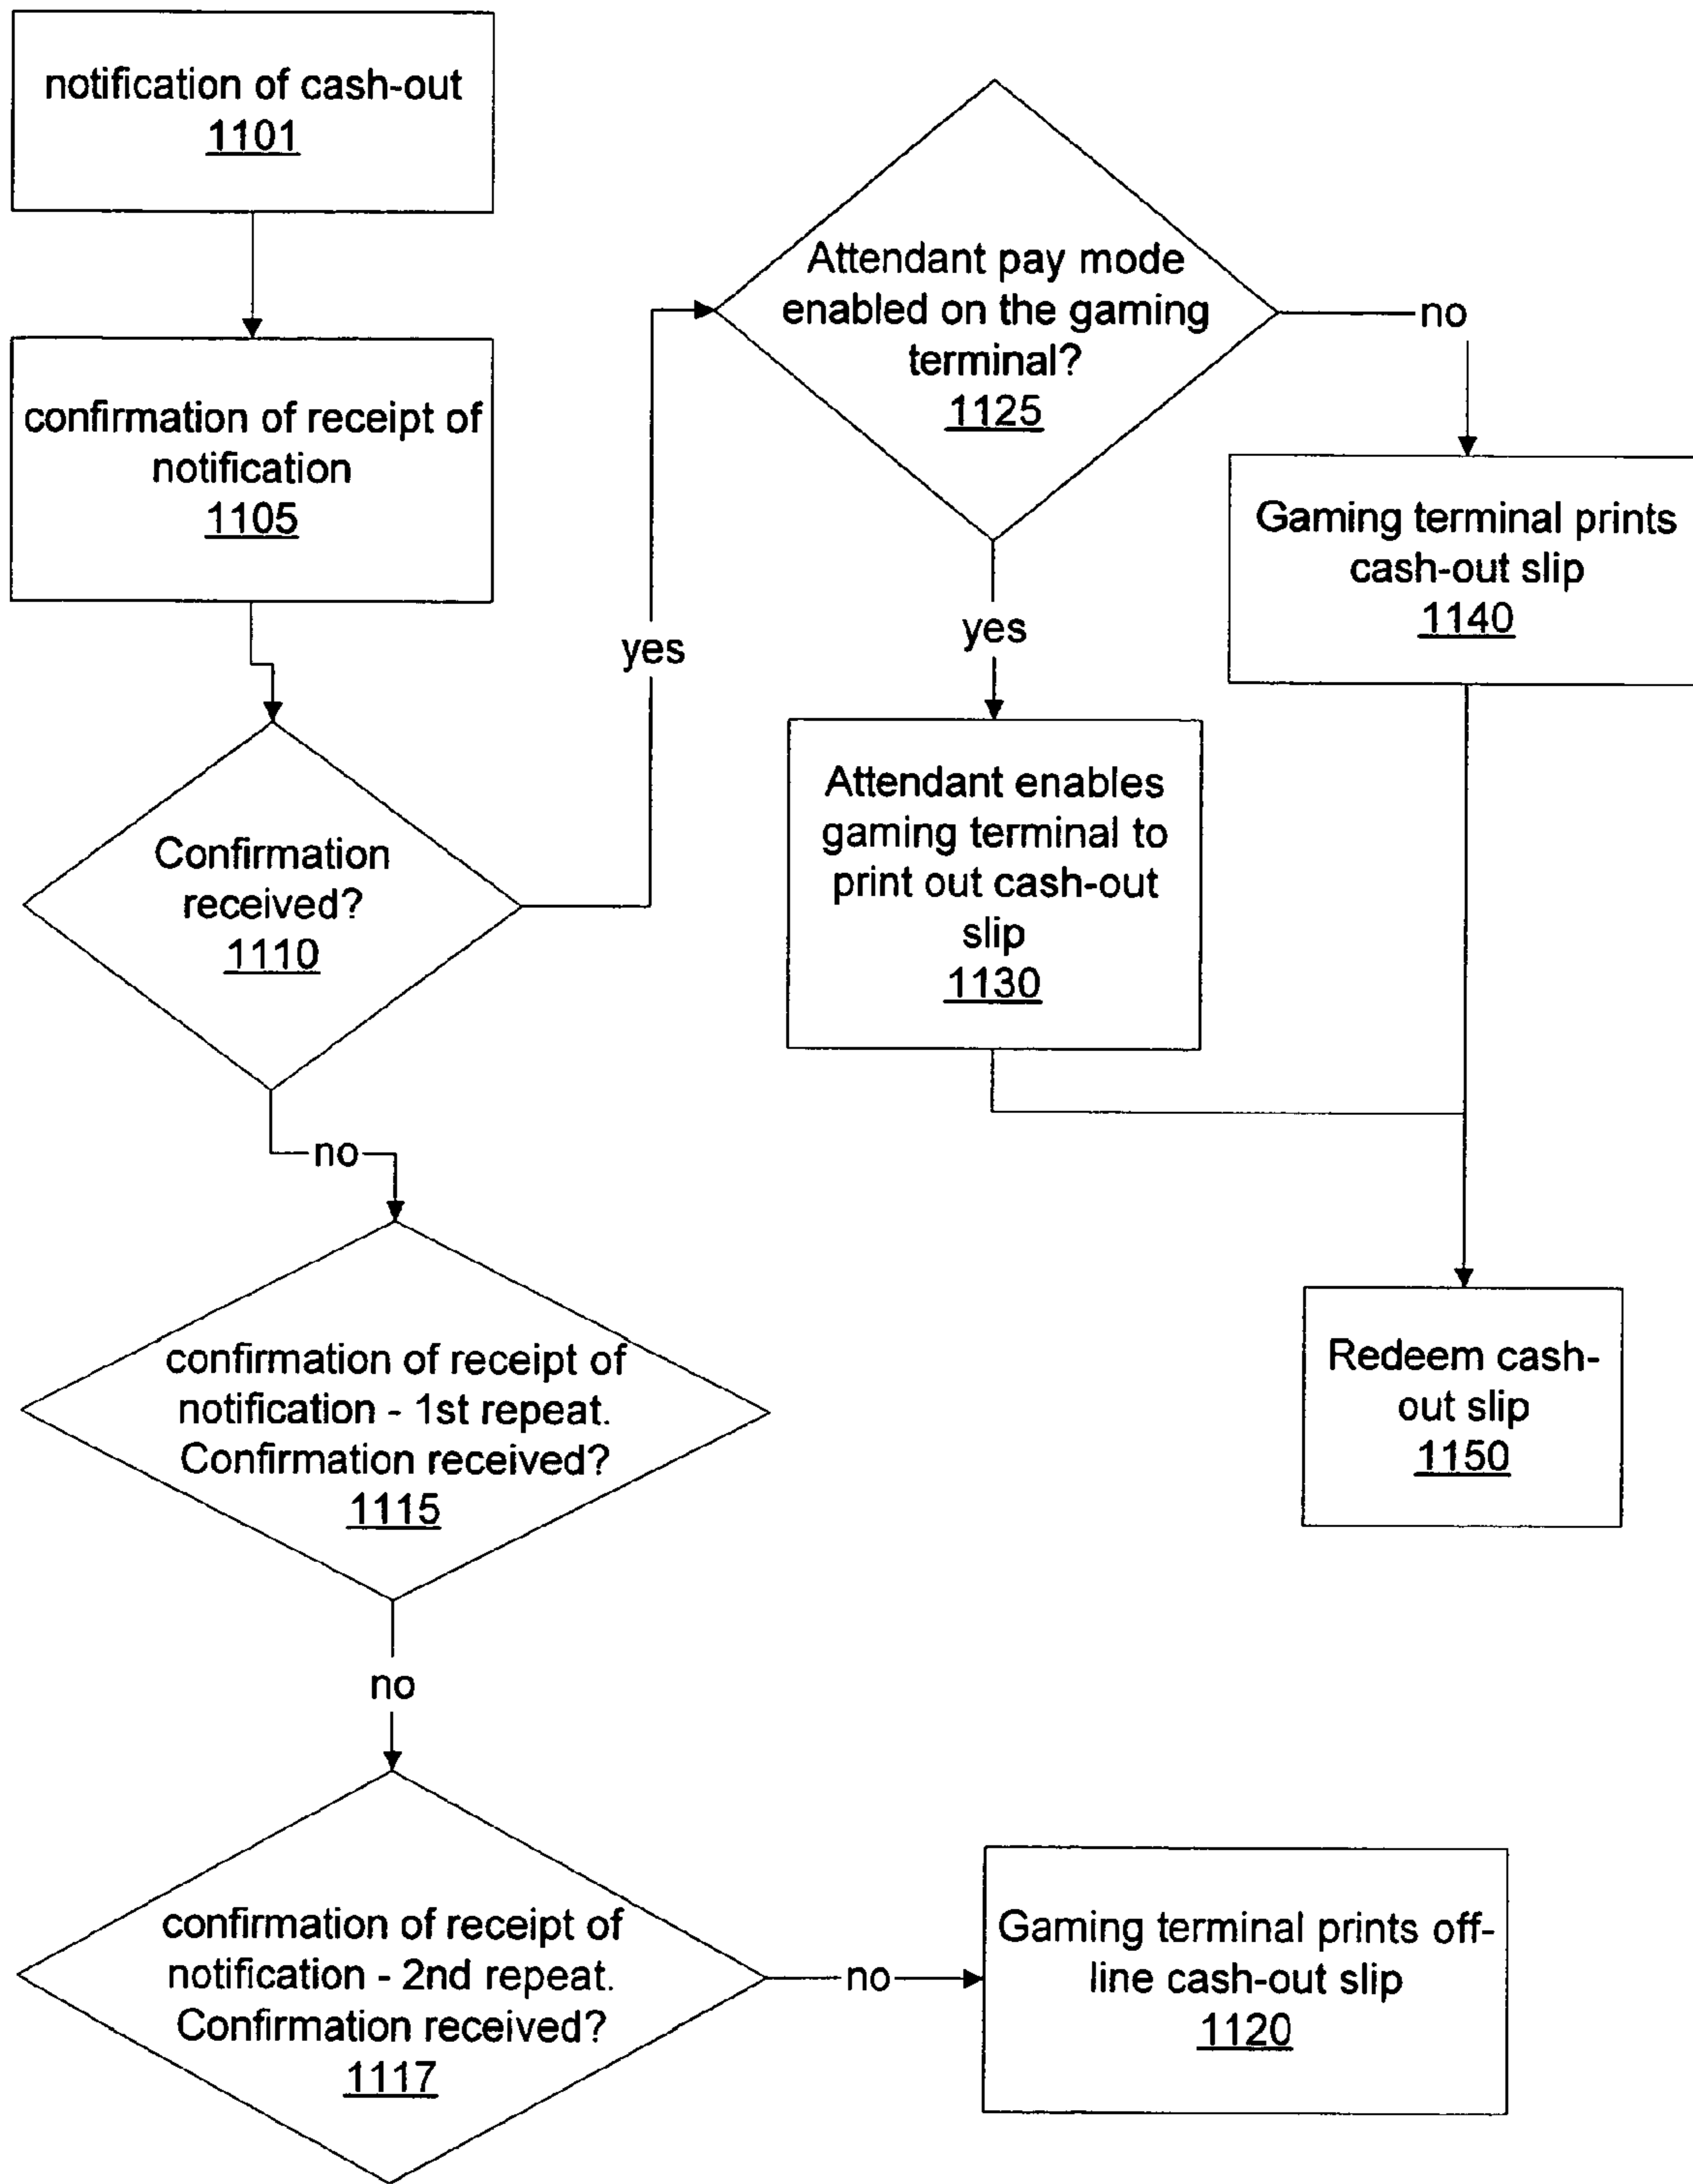 notification of cash-out
1101
confirmation of receipt of
notification
1105
Confirmation
received?
1110
yes
no
confirmation of receipt of
notification - 1st repeat.
Confirmation received?
1115
no
confirmation of receipt of
notification - 2nd repeat.
Confirmation received?
1117
no
Gaming terminal prints off-
line cash-out slip
1120
Attendant pay mode
enabled on the gaming
terminal?
1125
yes
no
Attendant enables
gaming terminal to
print out cash-out
slip
1130
Gaming terminal prints
cash-out slip
1140
Redeem cash-
out slip
1150